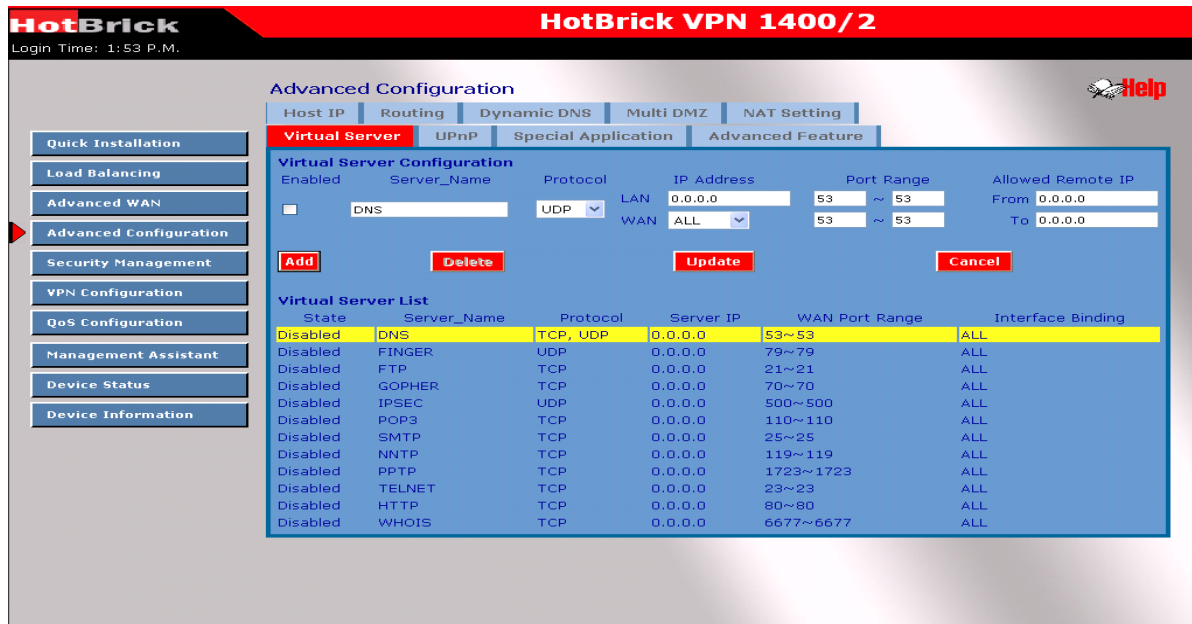 HotBrick
HotBrick VPN 1400/2
Login Time: 1:53 P.M.
Advanced Configuration
Help
Host IP Routing Dynamic DNS Multi DMZ NAT Setting
Virtual Server UPnP Special Application Advanced Feature
Quick Installation
Load Balancing
Advanced WAN
Advanced Configuration
Security Management
VPN Configuration
QoS Configuration
Management Assistant
Device Status
Device Information
Virtual Server Configuration
Enabled Server_Name Protocol IP Address Port Range Allowed Remote IP
LAN 0.0.0.0 53 ~ 53 From 0.0.0.0
DNS UDP
WAN ALL 53 ~ 53 To 0.0.0.0
Add Delete Update Cancel
Virtual Server List
State Server_Name Protocol Server IP WAN Port Range Interface Binding
Disabled DNS TCP, UDP 0.0.0.0 53~53 ALL
Disabled FINGER UDP 0.0.0.0 79~79 ALL
Disabled FTP TCP 0.0.0.0 21~21 ALL
Disabled GOPHER TCP 0.0.0.0 70~70 ALL
Disabled IPSEC UDP 0.0.0.0 500~500 ALL
Disabled POP3 TCP 0.0.0.0 110~110 ALL
Disabled SMTP TCP 0.0.0.0 25~25 ALL
Disabled NNTP TCP 0.0.0.0 119~119 ALL
Disabled PPTP TCP 0.0.0.0 1723~1723 ALL
Disabled TELNET TCP 0.0.0.0 23~23 ALL
Disabled HTTP TCP 0.0.0.0 80~80 ALL
Disabled WHOIS TCP 0.0.0.0 6677~6677 ALL